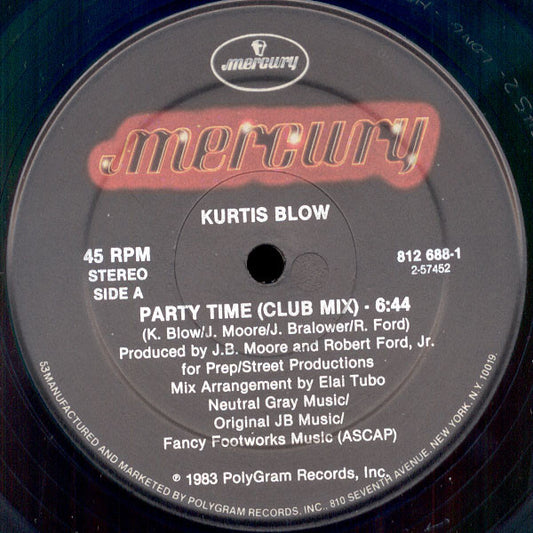 mercury
mercury
KURTIS BLOW
45 RPM
STEREO
SIDE A
812 688-1
2-57452
PARTY TIME (CLUB MIX) - 6:44
(K. Blow/J. Moore/J. Bralower/R. Ford)
Produced by J.B. Moore and Robert Ford, Jr.
for Prep/Street Productions
Mix Arrangement by Elai Tubo
Neutral Gray Music/
Original JB Music/
Fancy Footworks Music (ASCAP)
℗ 1983 PolyGram Records, Inc.
53 MANUFACTURED AND MARKETED BY POLYGRAM RECORDS, INC., 810 SEVENTH AVENUE, NEW YORK, N.Y. 10019.